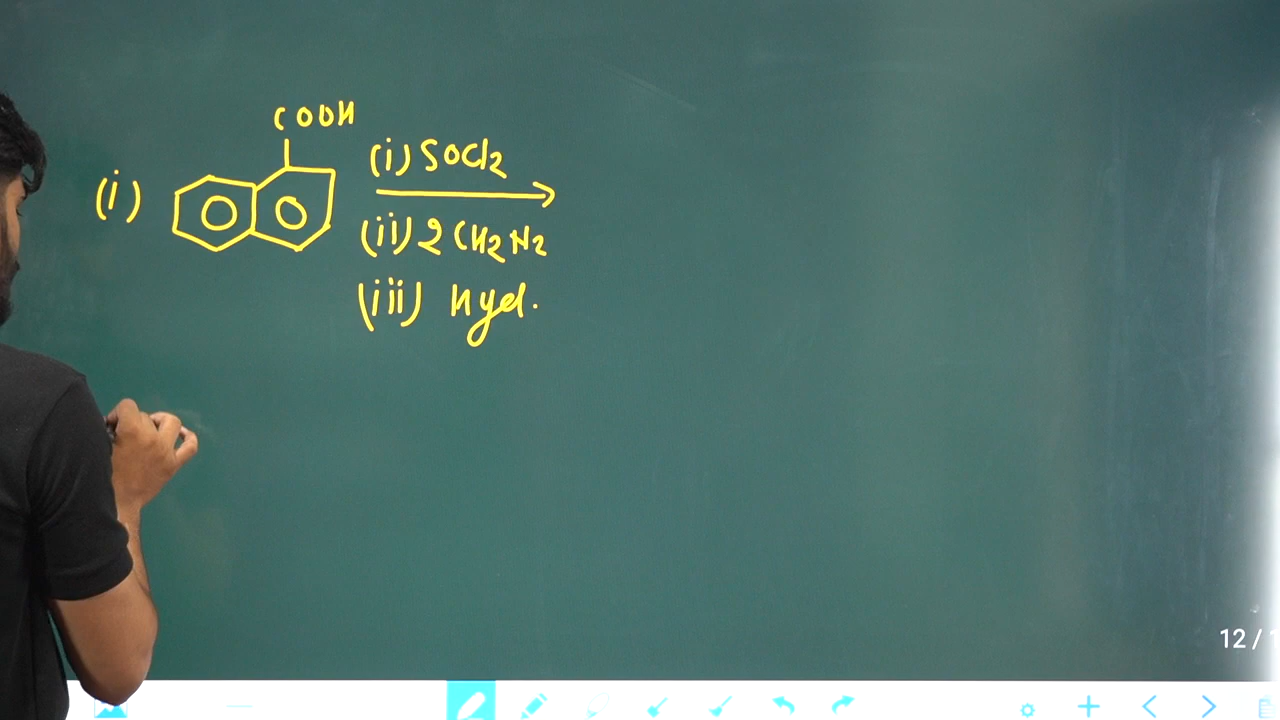 COOH
(i)
(i) SOCl2
(ii) 2 CH2N2
(iii) Hyd.
12 /